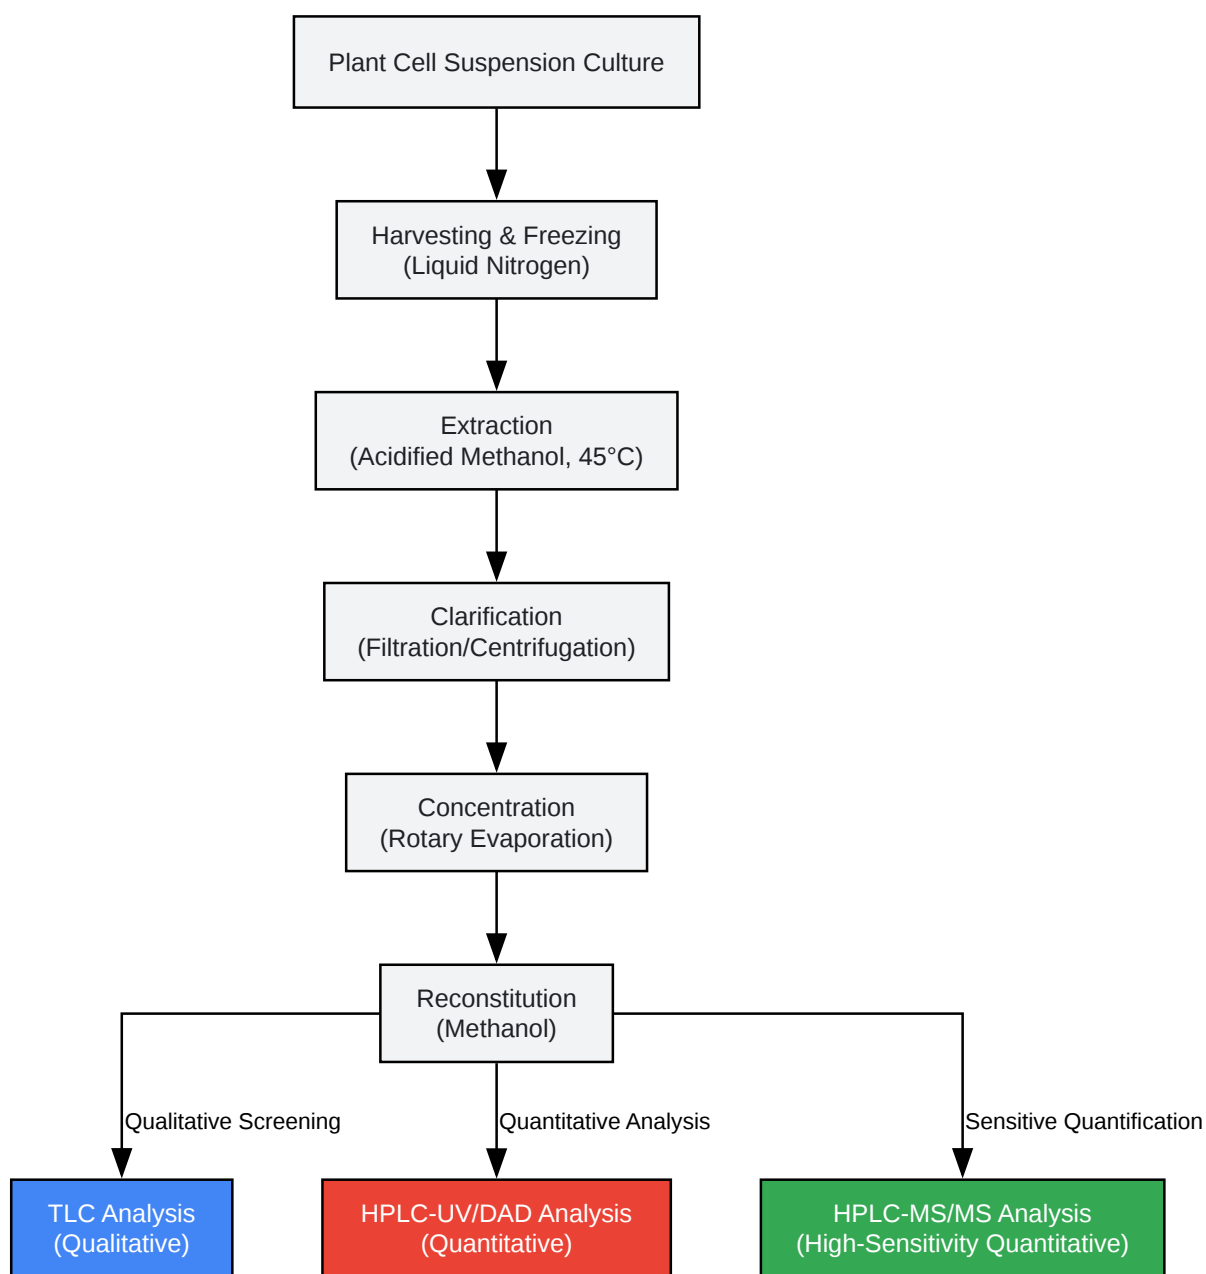 Plant Cell Suspension Culture
Harvesting & Freezing
(Liquid Nitrogen)
Extraction
(Acidified Methanol, 45°C)
Clarification
(Filtration/Centrifugation)
Concentration
(Rotary Evaporation)
Reconstitution
(Methanol)
Qualitative Screening
Quantitative Analysis
Sensitive Quantification
TLC Analysis
(Qualitative)
HPLC-UV/DAD Analysis
(Quantitative)
HPLC-MS/MS Analysis
(High-Sensitivity Quantitative)